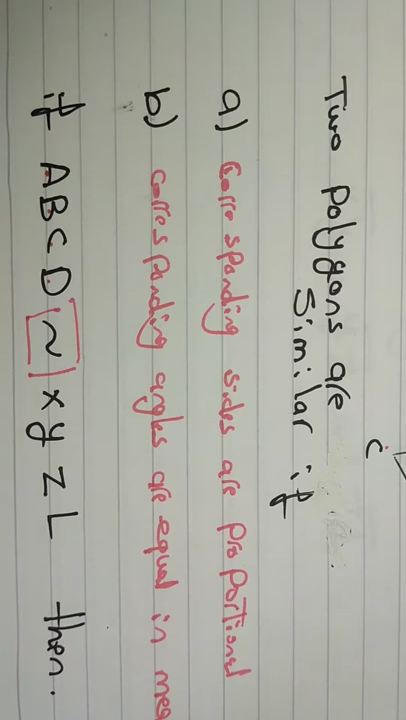 c
Two Polygons are
Similar if
a) Corresponding sides are proportional
b) corresponding angles are equal in mea
if ABCD [~] xyzL then.